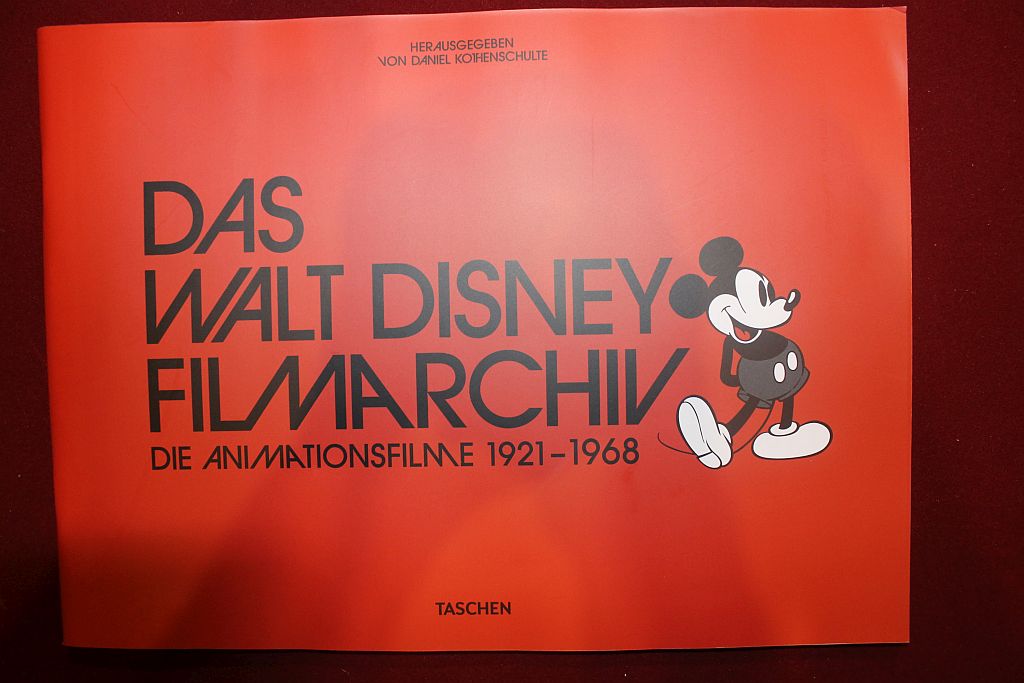 HERAUSGEGEBEN
VON DANIEL KOTHENSCHULTE
DAS
WALT DISNEY
FILMARCHIV
DIE ANIMATIONSFILME 1921–1968
TASCHEN